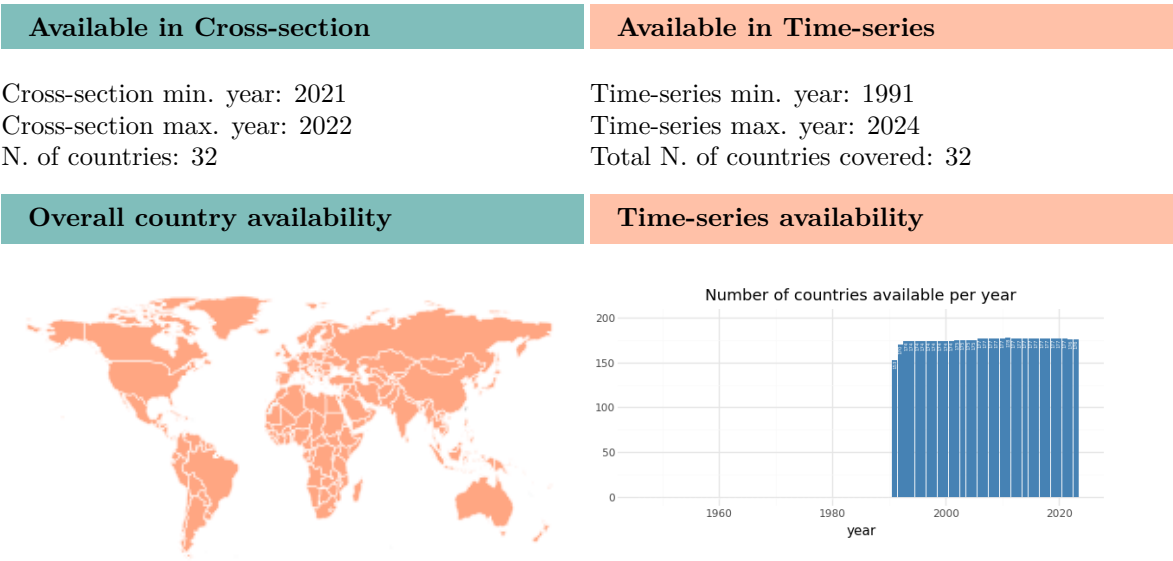 Available in Cross-section
Available in Time-series
Cross-section min. year: 2021
Cross-section max. year: 2022
N. of countries: 32
Time-series min. year: 1991
Time-series max. year: 2024
Total N. of countries covered: 32
Overall country availability
Time-series availability
Number of countries available per year
200
150
100
50
0
1960
1980
2000
2020
year